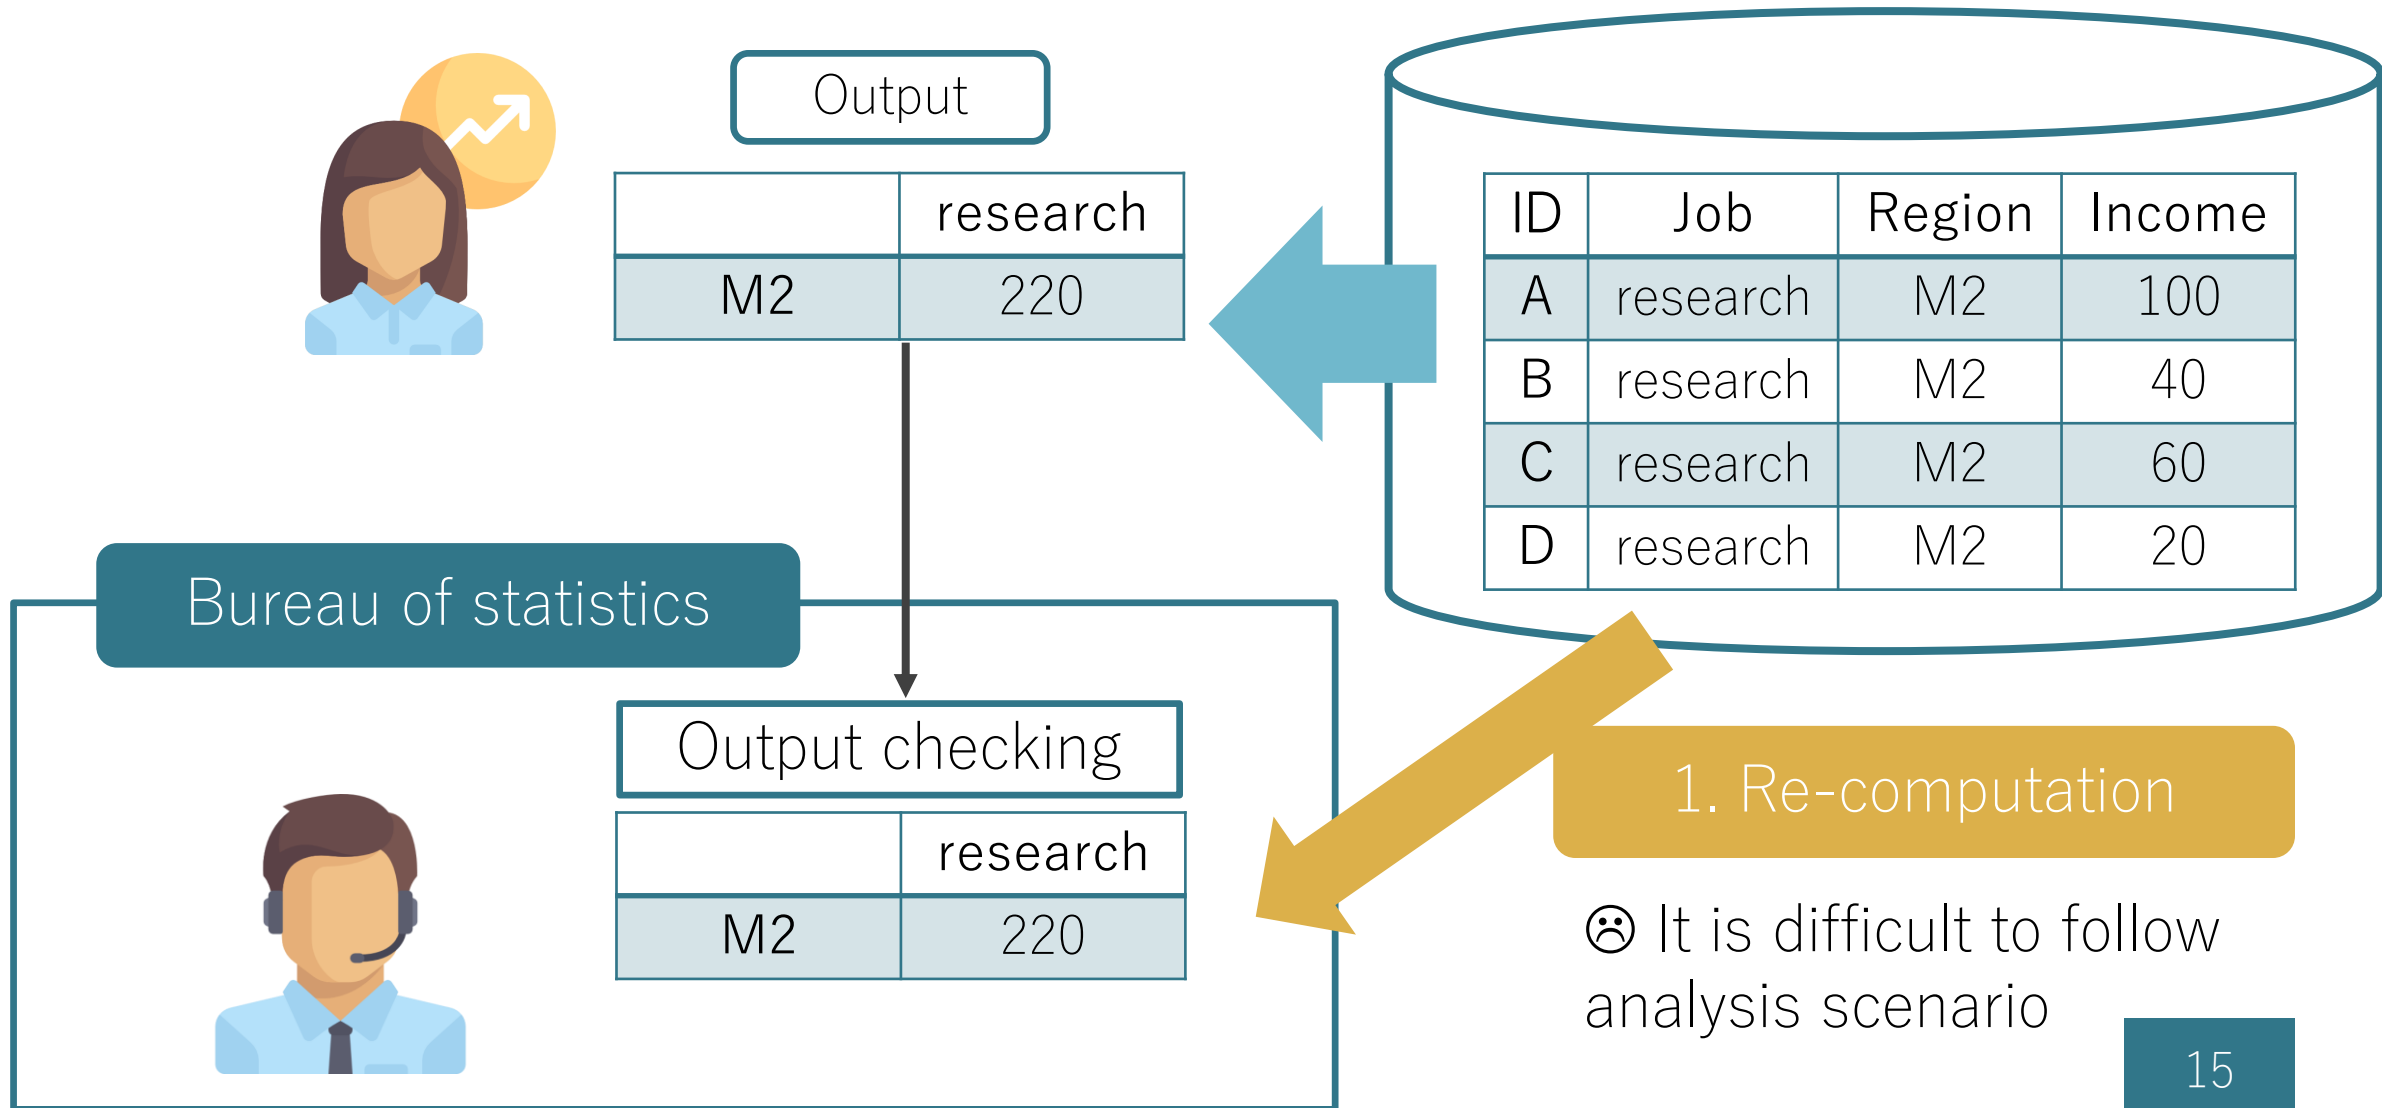 Output
research
M2 220
ID Job Region Income
A research M2 100
B research M2 40
C research M2 60
D research M2 20
Bureau of statistics
Output checking
research
M2 220
1. Re-computation
☹ It is difficult to follow
analysis scenario
15